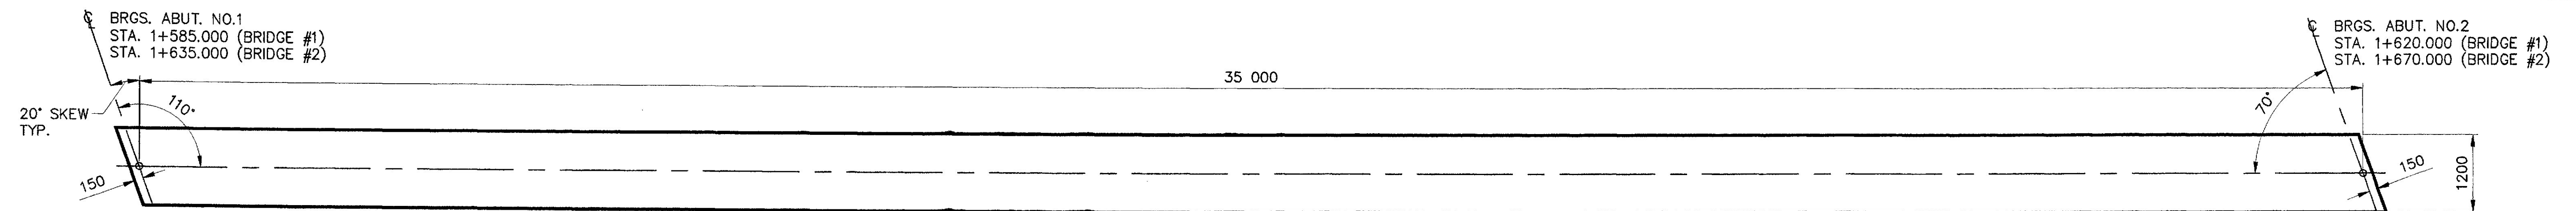 ℄ BRGS. ABUT. NO.1
STA. 1+585.000 (BRIDGE #1)
STA. 1+635.000 (BRIDGE #2)
℄ BRGS. ABUT. NO.2
STA. 1+620.000 (BRIDGE #1)
STA. 1+670.000 (BRIDGE #2)
35 000
20° SKEW
TYP.
110°
70°
150
150
1200